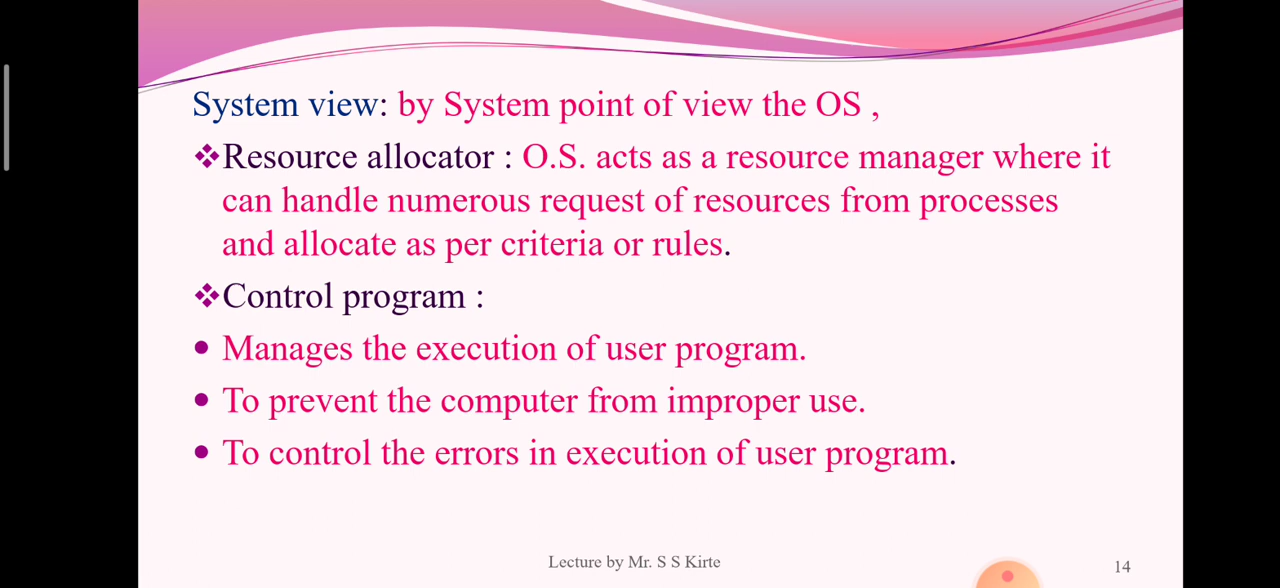 System view: by System point of view the OS ,
❖Resource allocator : O.S. acts as a resource manager where it
can handle numerous request of resources from processes
and allocate as per criteria or rules.
❖Control program :
• Manages the execution of user program.
• To prevent the computer from improper use.
• To control the errors in execution of user program.
Lecture by Mr. S S Kirte
14